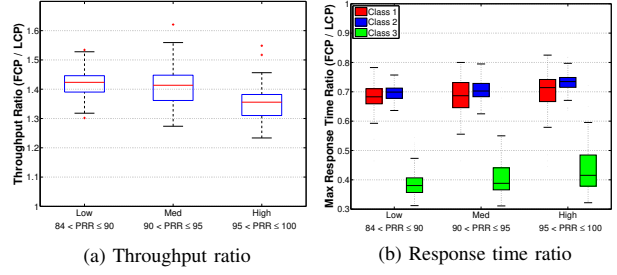 Throughput Ratio (FCP / LCP)
1.6
1.5
1.4
1.3
1.2
1.1
1
Low
Med
High
84 < PRR ≤ 90
90 < PRR ≤ 95
95 < PRR ≤ 100
(a) Throughput ratio
Max Response Time Ratio (FCP / LCP)
Class 1
Class 2
Class 3
0.9
0.8
0.7
0.6
0.5
0.4
0.3
Low
Med
High
84 < PRR ≤ 90
90 < PRR ≤ 95
95 < PRR ≤ 100
(b) Response time ratio